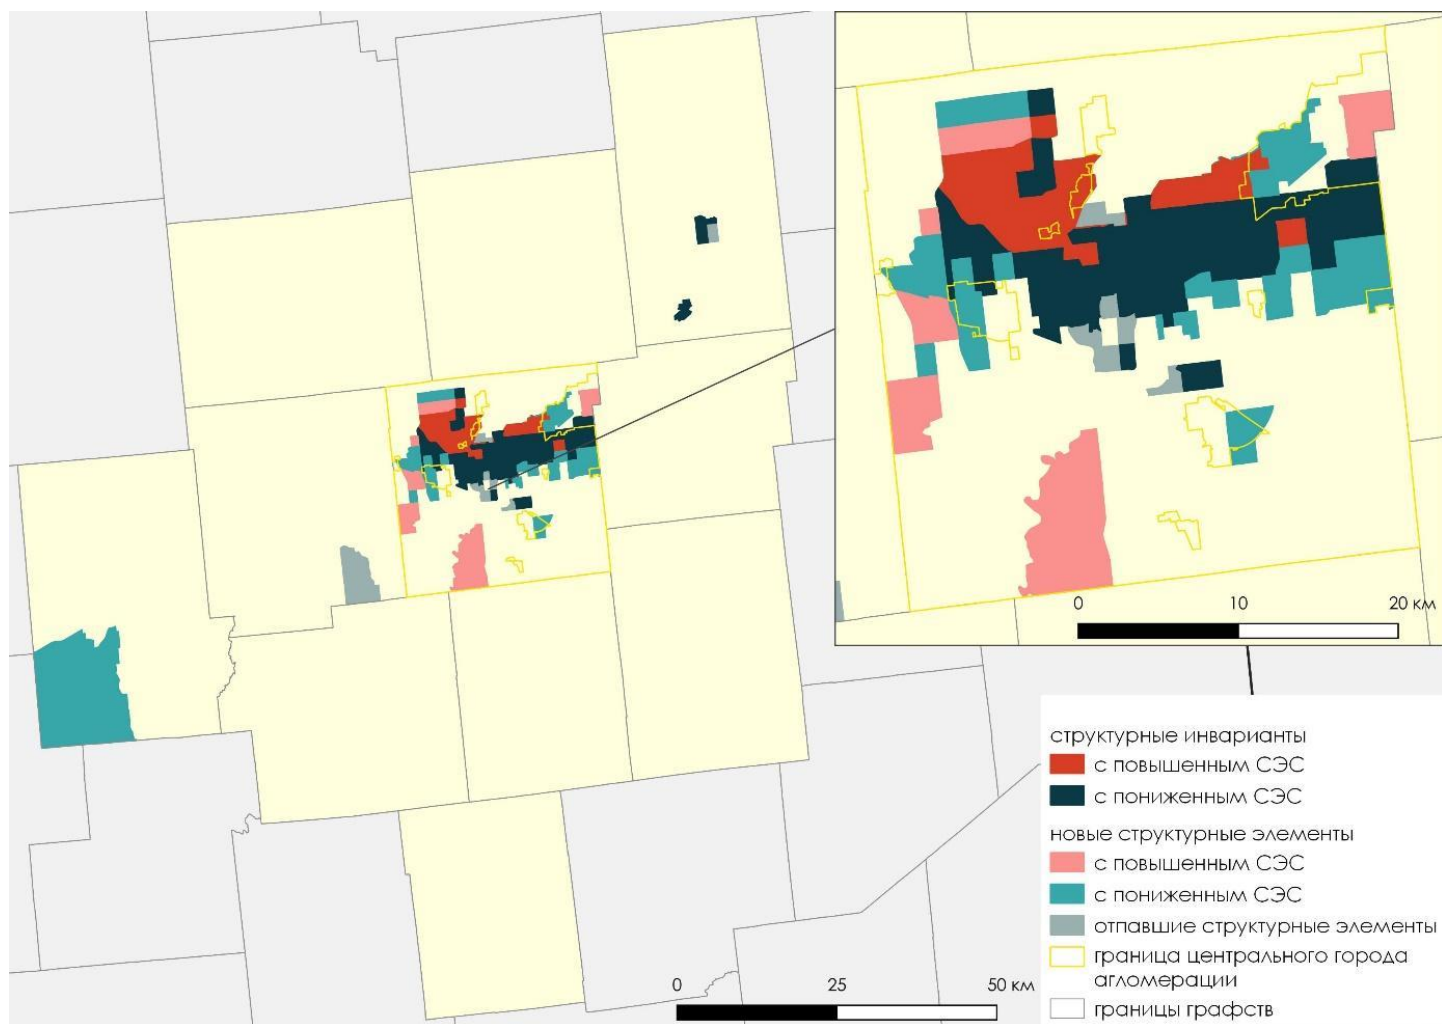 0 10 20 км
структурные инварианты
с повышенным СЭС
с пониженным СЭС
новые структурные элементы
с повышенным СЭС
с пониженным СЭС
отпавшие структурные элементы
граница центрального города
агломерации
границы графств
0 25 50 км